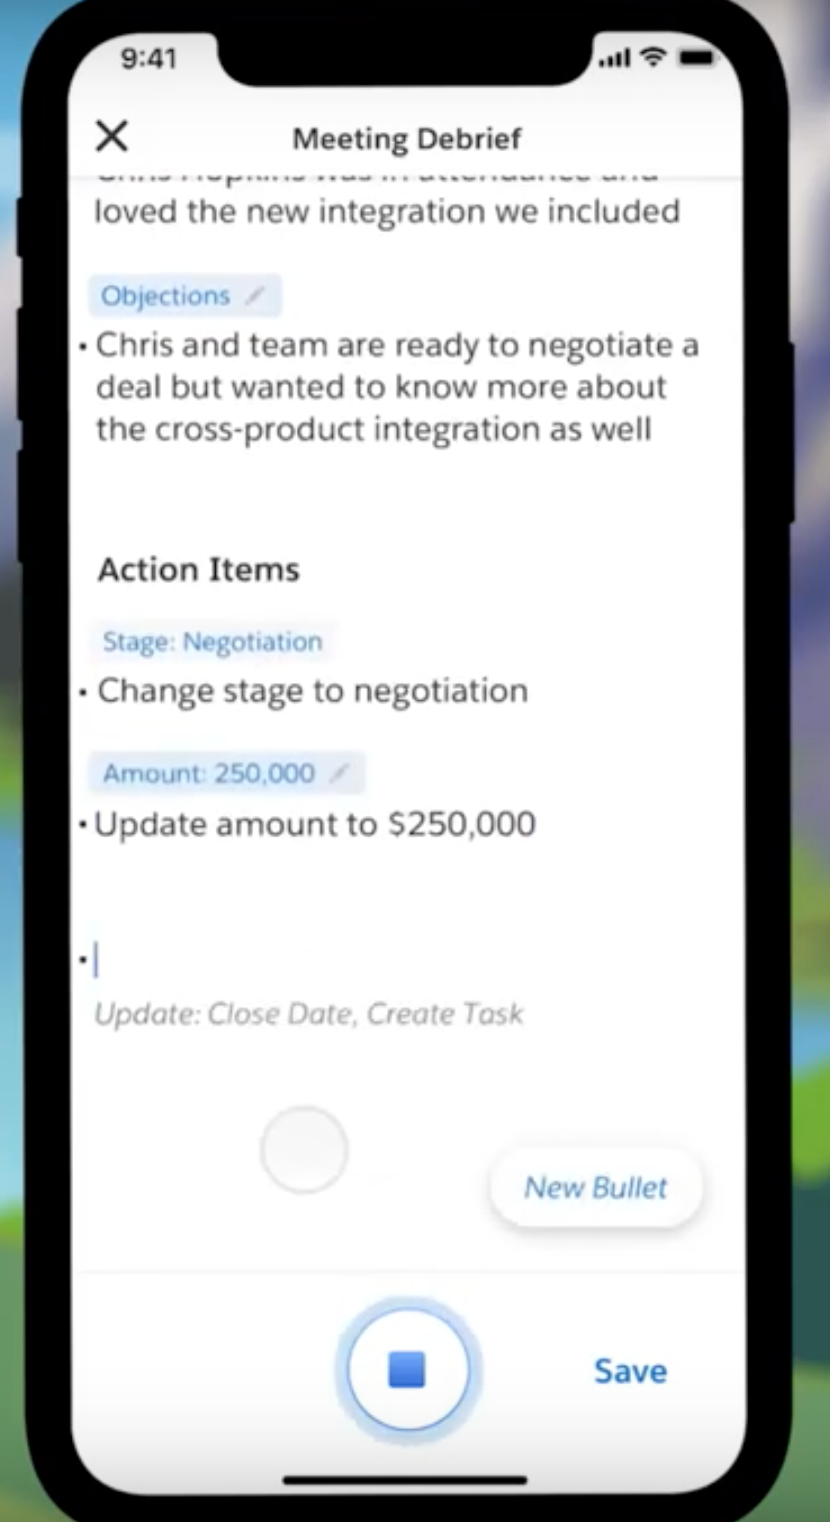 9:41
Meeting Debrief
loved the new integration we included
Objections
• Chris and team are ready to negotiate a
deal but wanted to know more about
the cross-product integration as well
Action Items
Stage: Negotiation
• Change stage to negotiation
Amount: 250,000
• Update amount to $250,000
•
Update: Close Date, Create Task
New Bullet
Save